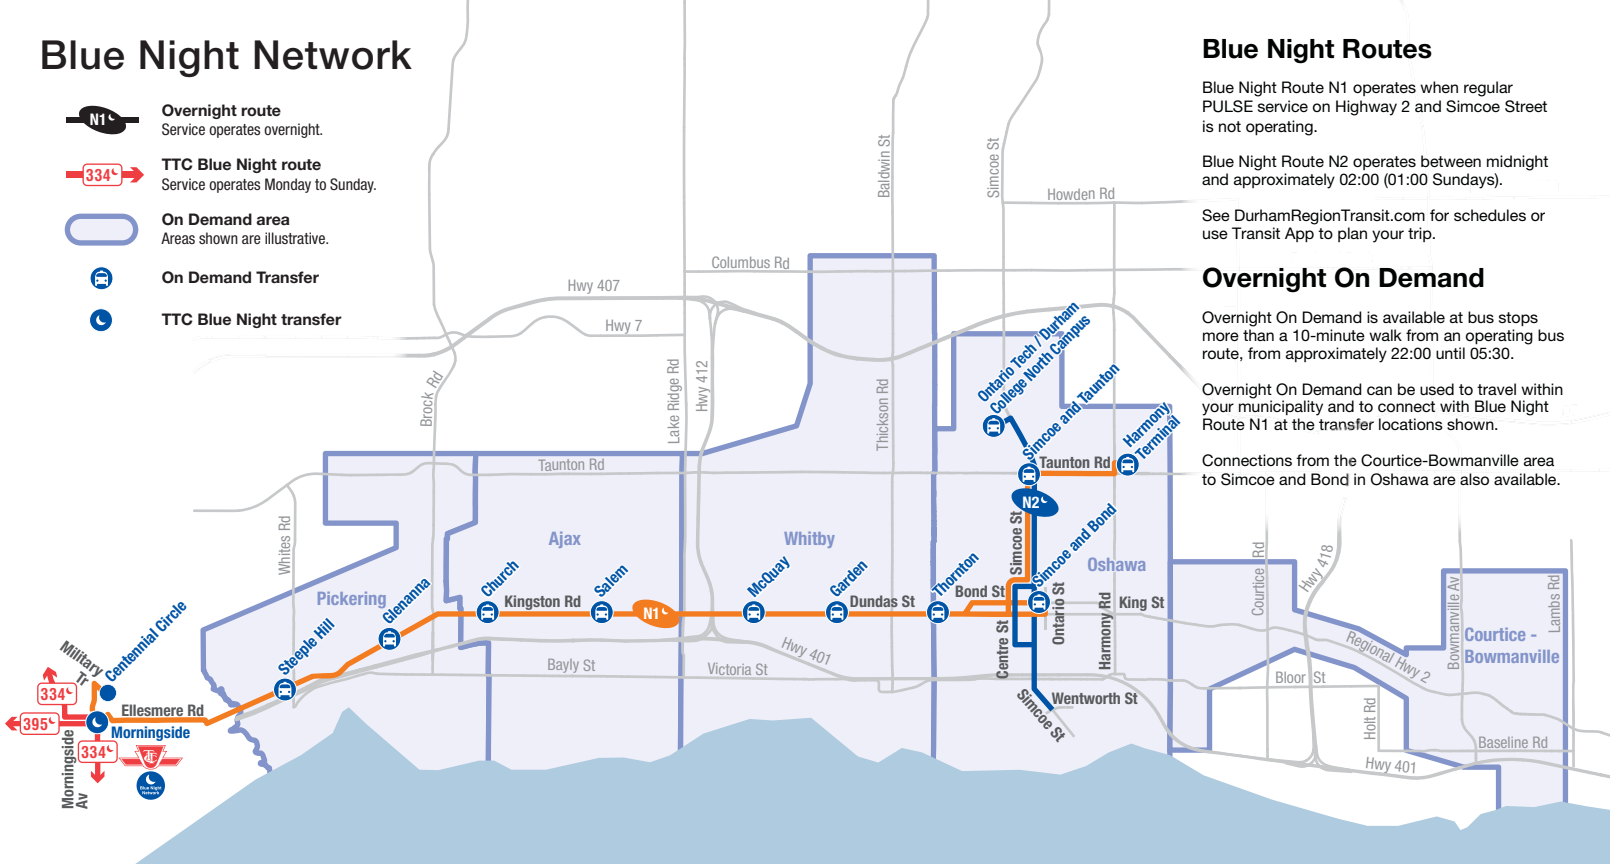 Blue Night Network
N1
Overnight route
Service operates overnight.
334
TTC Blue Night route
Service operates Monday to Sunday.
On Demand area
Areas shown are illustrative.
On Demand Transfer
TTC Blue Night transfer
Blue Night Routes
Blue Night Route N1 operates when regular
PULSE service on Highway 2 and Simcoe Street
is not operating.
Blue Night Route N2 operates between midnight
and approximately 02:00 (01:00 Sundays).
See DurhamRegionTransit.com for schedules or
use Transit App to plan your trip.
Overnight On Demand
Overnight On Demand is available at bus stops
more than a 10-minute walk from an operating bus
route, from approximately 22:00 until 05:30.
Overnight On Demand can be used to travel within
your municipality and to connect with Blue Night
Route N1 at the transfer locations shown.
Connections from the Courtice-Bowmanville area
to Simcoe and Bond in Oshawa are also available.
Baldwin St
Simcoe St
Howden Rd
Columbus Rd
Hwy 407
Hwy 7
Brock Rd
Lake Ridge Rd
Hwy 412
Thickson Rd
Ontario Tech / Durham
College North Campus
Simcoe and Taunton
Harmony
Terminal
Taunton Rd
Taunton Rd
N2
Whites Rd
Ajax
Whitby
Simcoe St
Simcoe and Bond
Oshawa
Courtice Rd
Hwy 418
Bowmanville Av
Lambs Rd
Pickering
Glenanna
Church
Kingston Rd
Salem
N1
McQuay
Garden
Dundas St
Thornton
Bond St
Ontario St
King St
Centre St
Harmony Rd
Courtice -
Bowmanville
Regional Hwy 2
Military
Tr
Centennial Circle
Steeple Hill
Hwy 401
Bayly St
Victoria St
Bloor St
Holt Rd
Wentworth St
Simcoe St
334
395
Ellesmere Rd
Morningside
334
Morningside
Av
TTC
Blue Night
Network
Baseline Rd
Hwy 401